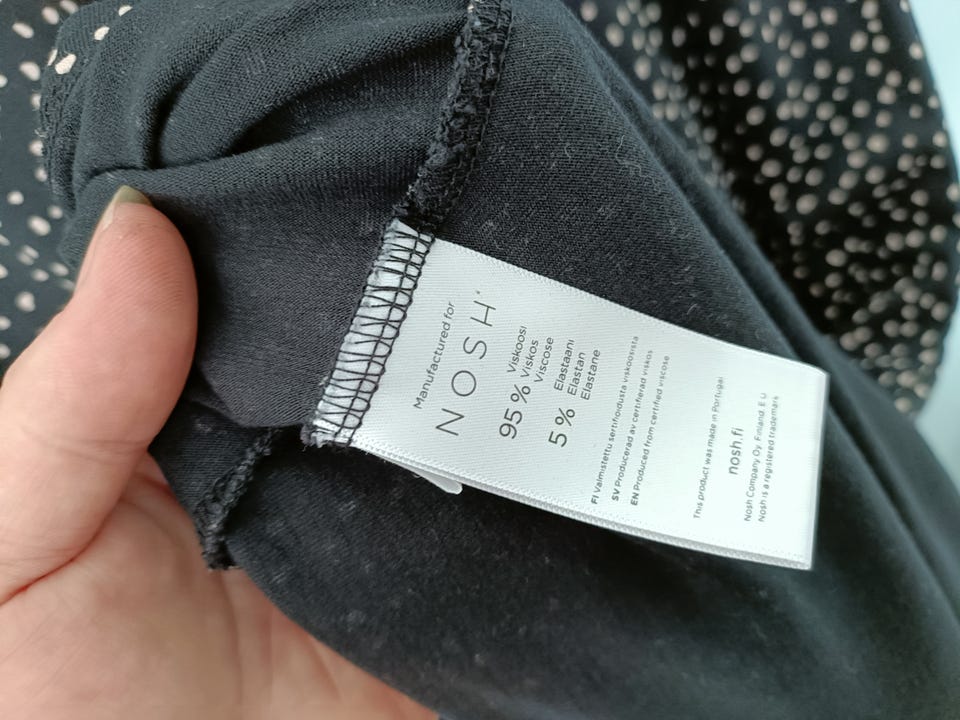 Manufactured for
NOSH
95 % Viskoosi
Viskos
Viscose
5 % Elastaani
Elastan
Elastane
FI Valmistettu sertifioidusta viskoosista
SV Producerad av certifierad viskos
EN Produced from certified viscose
This product was made in Portugal
nosh.fi
Nosh Company Oy. Finland. E U
Nosh is a registered trademark